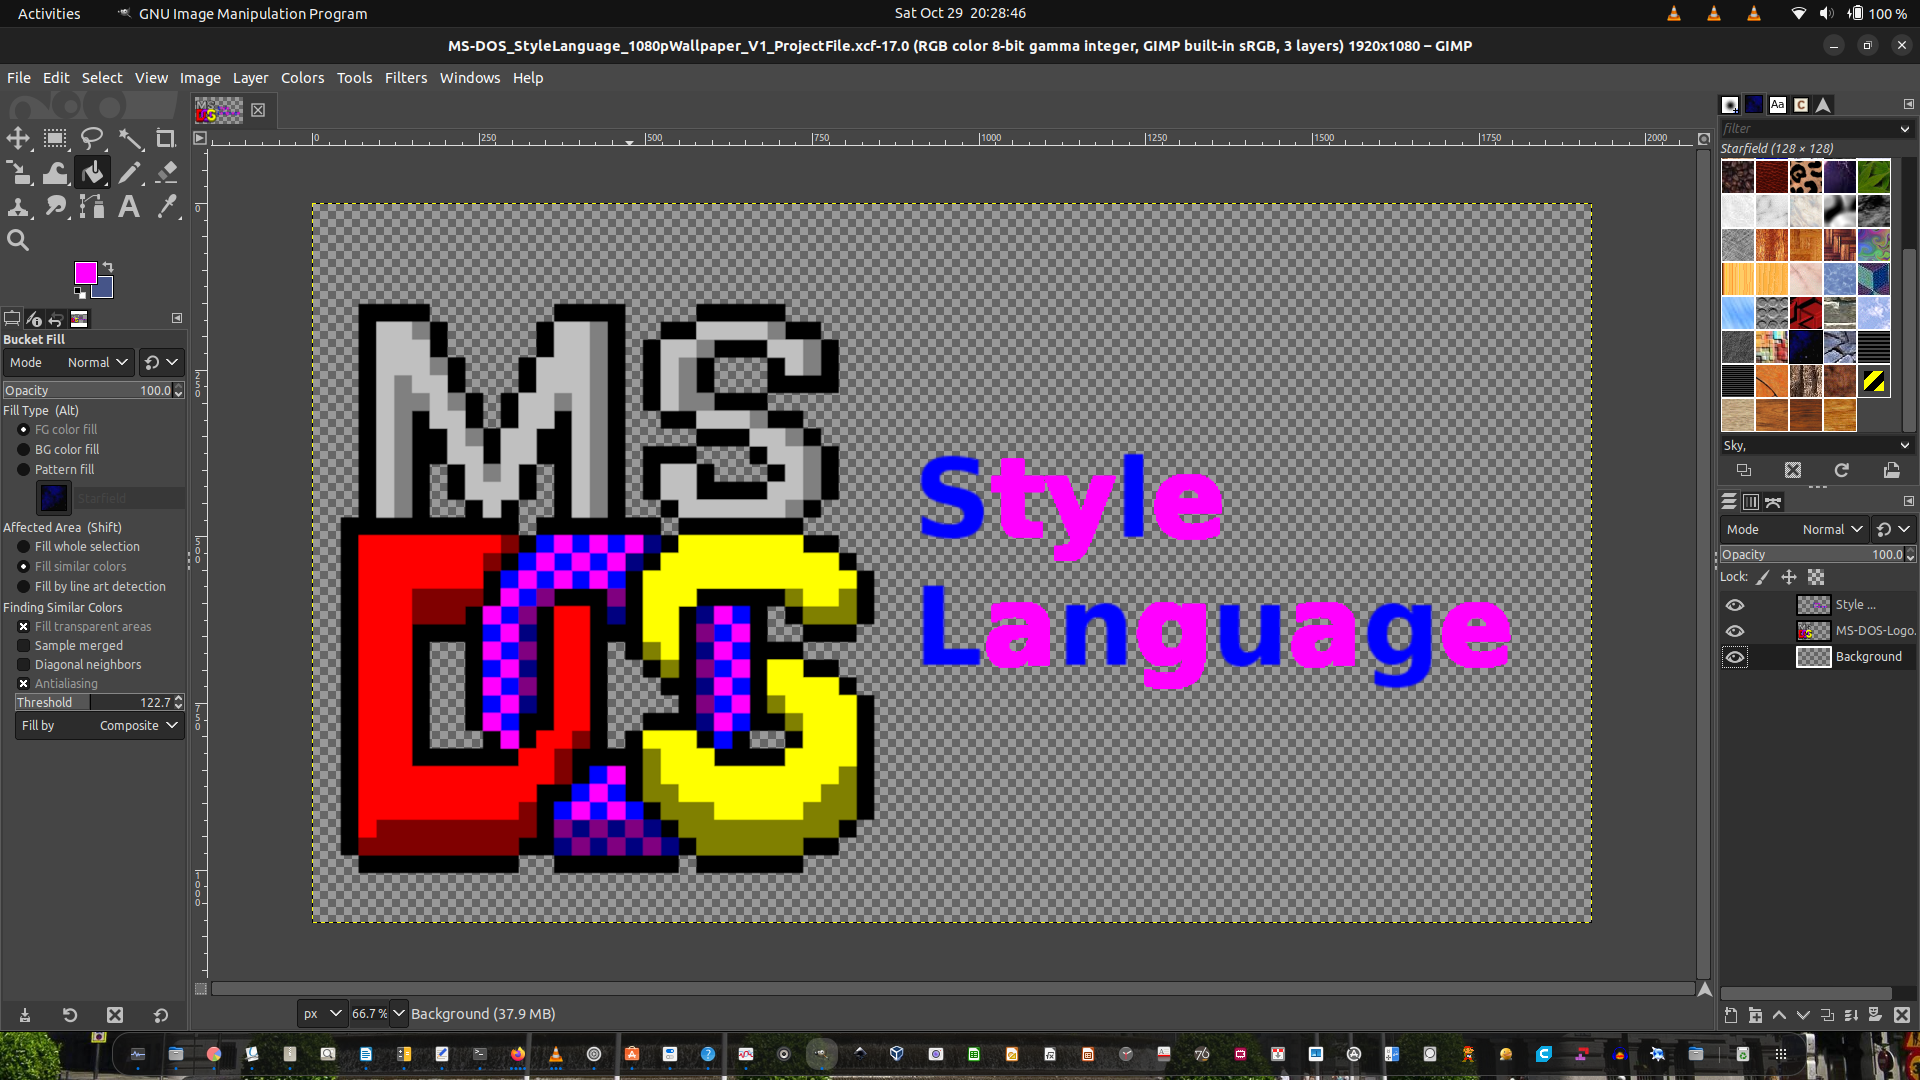 Activities
GNU Image Manipulation Program
Sat Oct 29 20:28:46
100 %
MS-DOS_StyleLanguage_1080pWallpaper_V1_ProjectFile.xcf-17.0 (RGB color 8-bit gamma integer, GIMP built-in sRGB, 3 layers) 1920x1080 – GIMP
File Edit Select View Image Layer Colors Tools Filters Windows Help
0 250 500 750 1000 1250 1500 1750 2000
0
250
500
750
1000
Bucket Fill
Mode Normal
Opacity 100.0
Fill Type (Alt)
FG color fill
BG color fill
Pattern fill
Starfield
Affected Area (Shift)
Fill whole selection
Fill similar colors
Fill by line art detection
Finding Similar Colors
Fill transparent areas
Sample merged
Diagonal neighbors
Antialiasing
Threshold 122.7
Fill by Composite
MS
DOS
Style
Language
px 66.7 % Background (37.9 MB)
filter
Starfield (128 × 128)
Sky,
Mode Normal
Opacity 100.0
Lock:
Style ...
MS-DOS-Logo.
Background